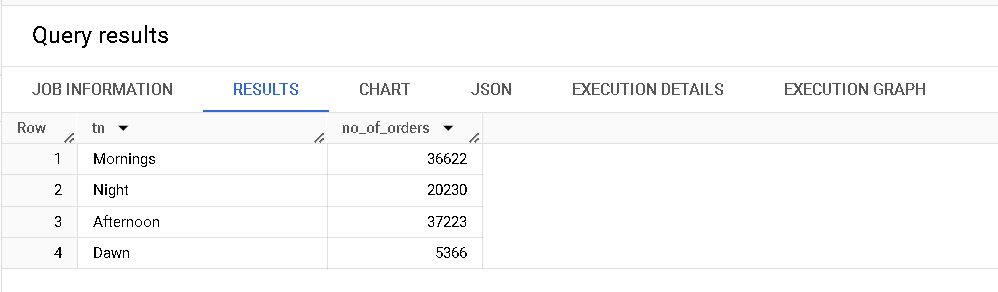 Query results
JOB INFORMATION RESULTS CHART JSON EXECUTION DETAILS EXECUTION GRAPH
Row tn no_of_orders
1 Mornings 36622
2 Night 20230
3 Afternoon 37223
4 Dawn 5366